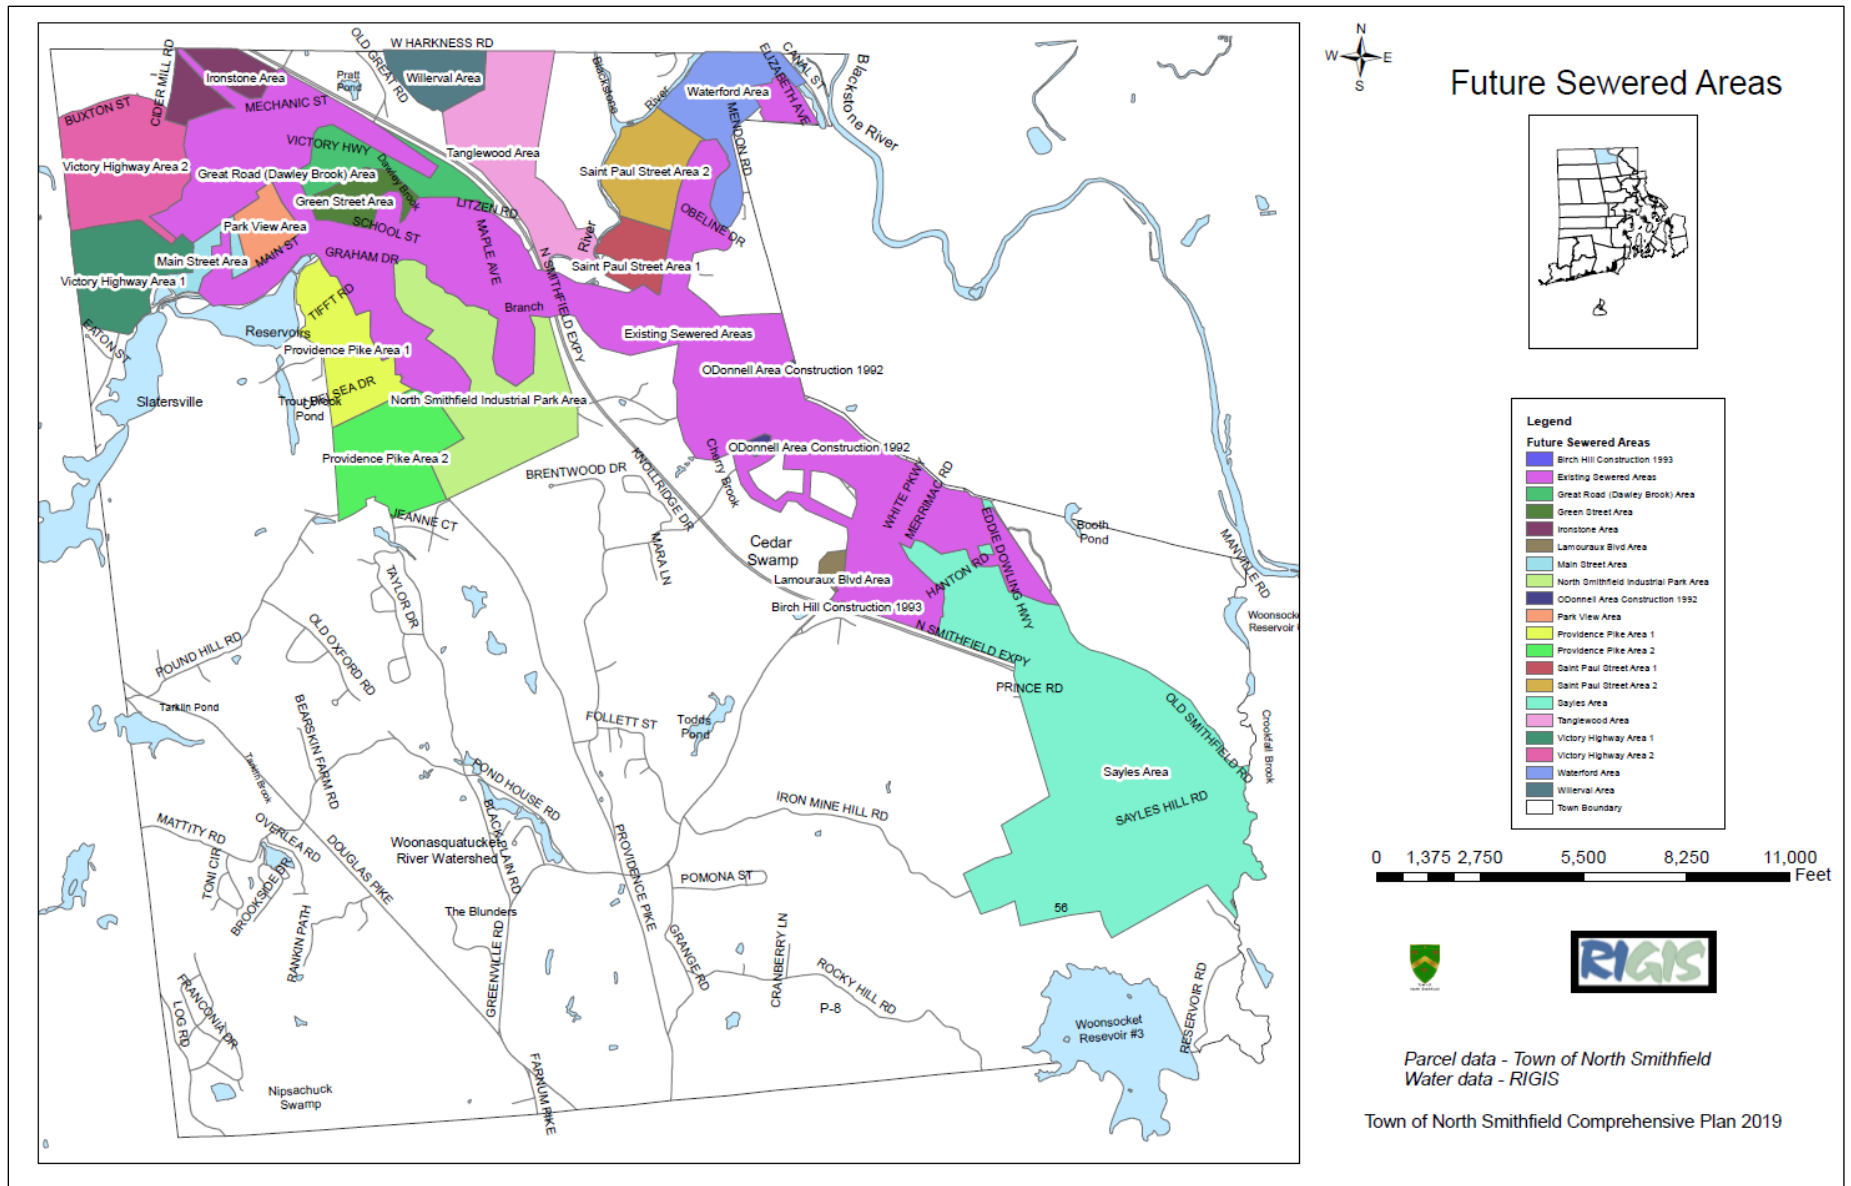 Future Sewered Areas
N
W
E
S
W HARKNESS RD
OLD GREAT RD
CIDER MILL RD
Ironstone Area
Pratt
Pond
Willerval Area
Blackstone
River
ELIZABETH AVE
CANAL ST
Blackstone River
Waterford Area
BUXTON ST
MECHANIC ST
MENDON RD
VICTORY HWY
Dawley Brook
Tanglewood Area
Victory Highway Area 2
Great Road (Dawley Brook) Area
Saint Paul Street Area 2
Green Street Area
LITZEN RD
OBELINE DR
Park View Area
SCHOOL ST
MAIN ST
MAPLE AVE
River
GRAHAM DR
Main Street Area
N SMITHFIELD EXPY
Saint Paul Street Area 1
Victory Highway Area 1
TIFFT RD
Branch
EATON ST
Reservoirs
Existing Sewered Areas
Providence Pike Area 1
ODonnell Area Construction 1992
CHELSEA DR
Slatersville
Trout Brook
Pond
North Smithfield Industrial Park Area
ODonnell Area Construction 1992
Providence Pike Area 2
Cherry Brook
KNOLLRIDGE DR
BRENTWOOD DR
WHITE PKWY
MERRIMAC RD
JEANNE CT
EDDIE DOWLING HWY
Booth
Pond
MANVILLE RD
Cedar
Swamp
MARA LN
TAYLOR DR
Lamouraux Blvd Area
HANTON RD
Birch Hill Construction 1993
Woonsocket
Reservoir
N SMITHFIELD EXPY
OLD OXFORD RD
POUND HILL RD
PRINCE RD
OLD SMITHFIELD RD
Tarklin Pond
BEARSKIN FARM RD
FOLLETT ST
Todds
Pond
Crookfall Brook
Tarklin Brook
POND HOUSE RD
Sayles Area
IRON MINE HILL RD
SAYLES HILL RD
MATTITY RD
OVERLEA RD
DOUGLAS PIKE
BLACK PLAIN RD
Woonasquatucket
River Watershed
PROVIDENCE PIKE
TONI CIR
BROOKSIDE DR
POMONA ST
The Blunders
56
RANKIN PATH
GREENVILLE RD
GRANGE RD
CRANBERRY LN
ROCKY HILL RD
P-8
FRANCONIA DR
LOG RD
RESERVOIR RD
Woonsocket
Resevoir #3
Nipsachuck
Swamp
FARNUM PIKE
Legend
Future Sewered Areas
Birch Hill Construction 1993
Existing Sewered Areas
Great Road (Dawley Brook) Area
Green Street Area
Ironstone Area
Lamouraux Blvd Area
Main Street Area
North Smithfield Industrial Park Area
ODonnell Area Construction 1992
Park View Area
Providence Pike Area 1
Providence Pike Area 2
Saint Paul Street Area 1
Saint Paul Street Area 2
Sayles Area
Tanglewood Area
Victory Highway Area 1
Victory Highway Area 2
Waterford Area
Willerval Area
Town Boundary
0 1,375 2,750 5,500 8,250 11,000
Feet
RIGIS
Parcel data - Town of North Smithfield
Water data - RIGIS
Town of North Smithfield Comprehensive Plan 2019